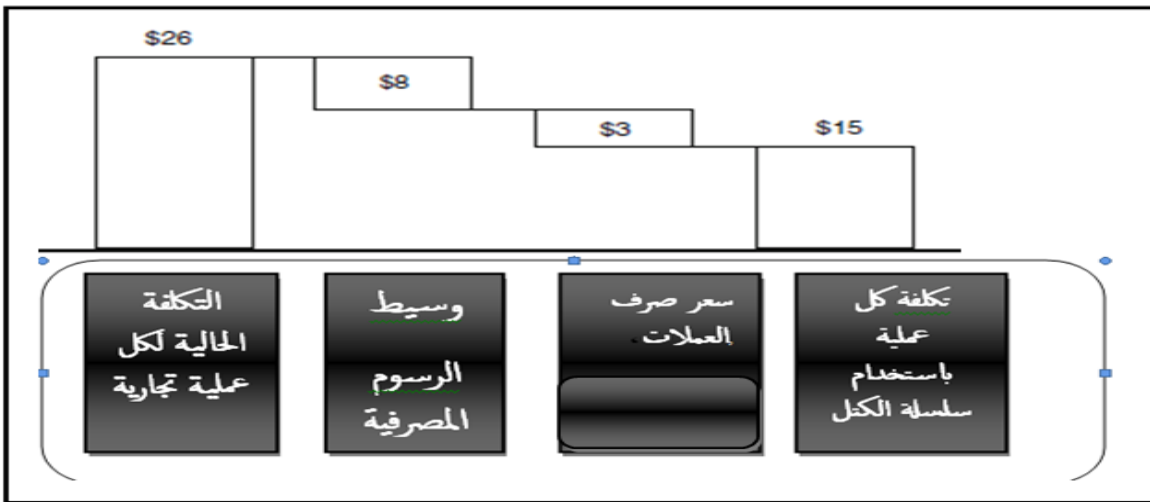 $26
$8
$3
$15
التكلفة
الحالية لكل
عملية تجارية
وسيط
الرسوم
المصرفية
سعر صرف
العملات.
تكلفة كل
عملية
باستخدام
سلسلة الكتل